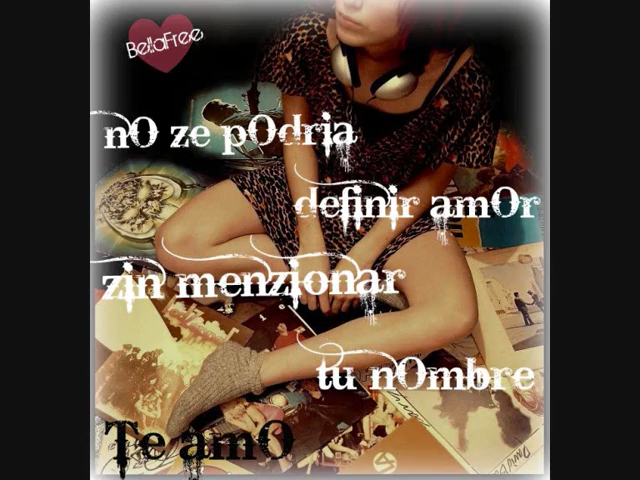 BellaFree
nO ze pOdria
definir amOr
zin menzionar
tu nOmbre
Te amO